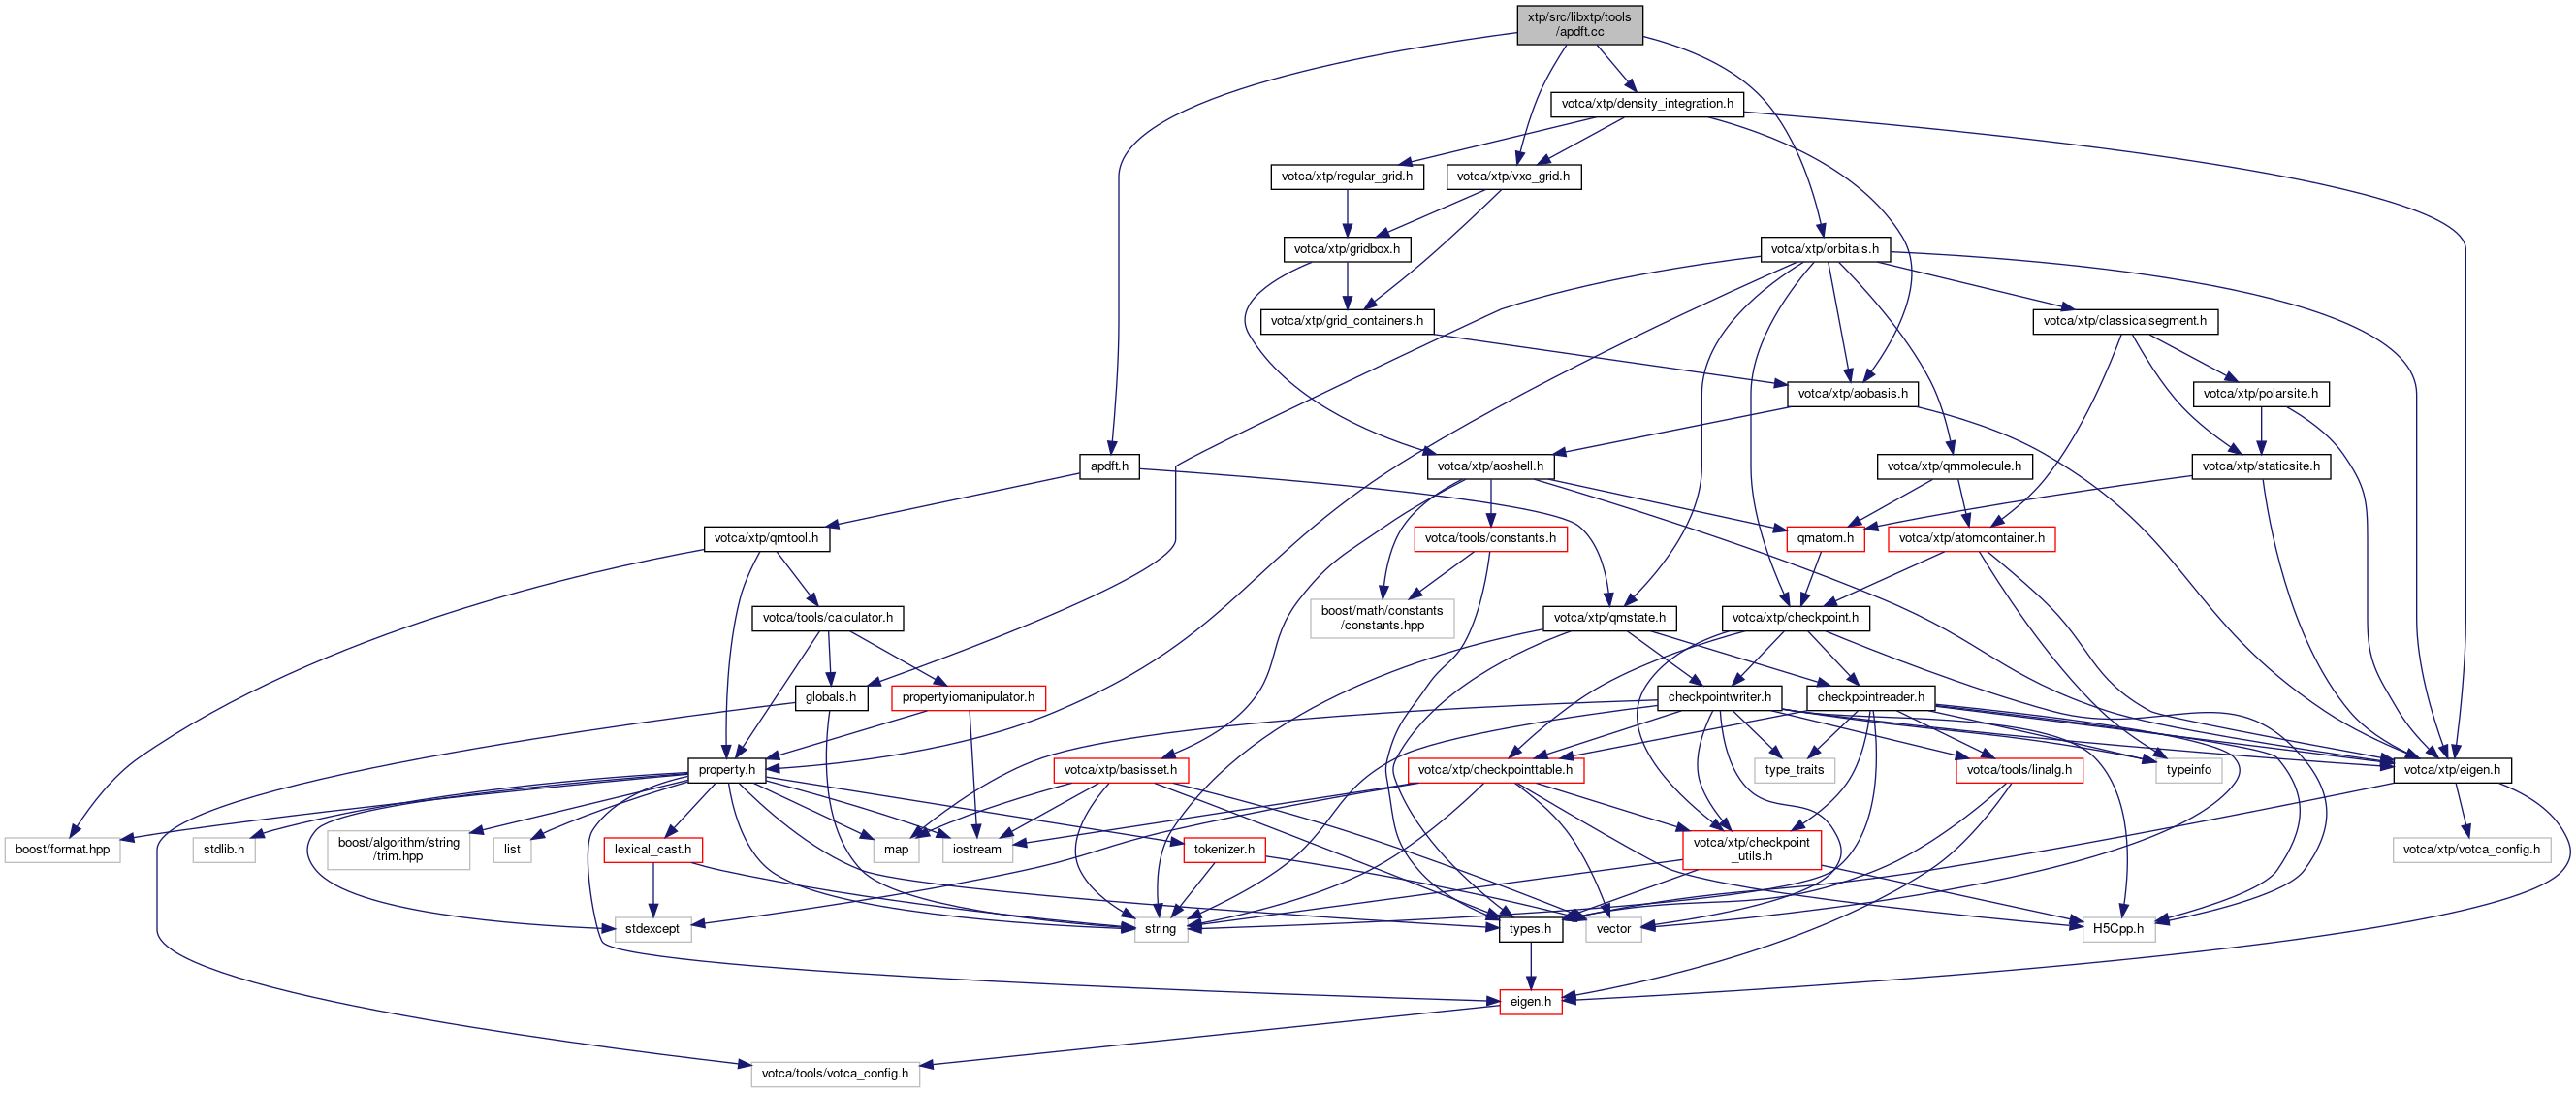 xtp/src/libxtp/tools
/apdft.cc
votca/xtp/density_integration.h
votca/xtp/regular_grid.h
votca/xtp/vxc_grid.h
votca/xtp/gridbox.h
votca/xtp/orbitals.h
votca/xtp/grid_containers.h
votca/xtp/classicalsegment.h
votca/xtp/aobasis.h
votca/xtp/polarsite.h
apdft.h
votca/xtp/aoshell.h
votca/xtp/qmmolecule.h
votca/xtp/staticsite.h
votca/xtp/qmtool.h
votca/tools/constants.h
qmatom.h
votca/xtp/atomcontainer.h
votca/tools/calculator.h
boost/math/constants
/constants.hpp
votca/xtp/qmstate.h
votca/xtp/checkpoint.h
globals.h
propertyiomanipulator.h
checkpointwriter.h
checkpointreader.h
property.h
votca/xtp/basisset.h
votca/xtp/checkpointtable.h
type_traits
votca/tools/linalg.h
typeinfo
votca/xtp/eigen.h
boost/format.hpp
stdlib.h
boost/algorithm/string
/trim.hpp
list
lexical_cast.h
map
iostream
tokenizer.h
votca/xtp/checkpoint
_utils.h
votca/xtp/votca_config.h
stdexcept
string
types.h
vector
H5Cpp.h
eigen.h
votca/tools/votca_config.h